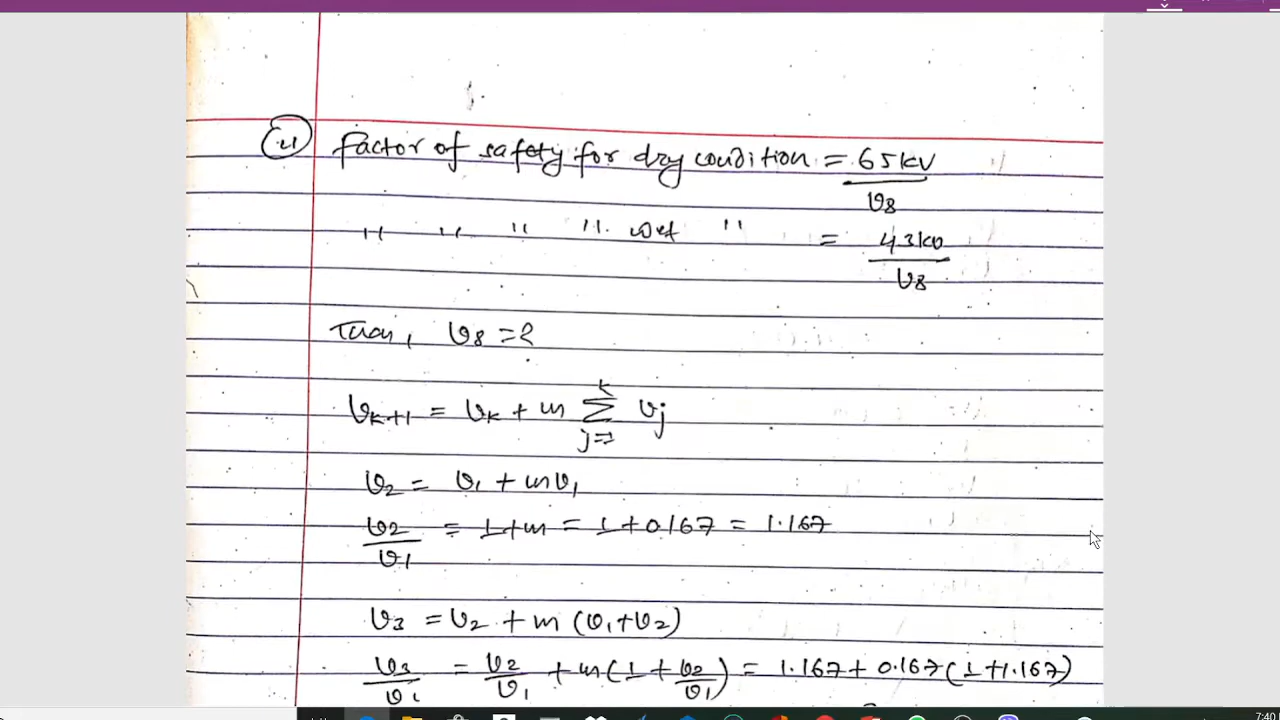 factor of safety for dry condition = 65kV / V8
" " " " wet " = 43kV / V8
V8 = ?
Vk+1 = Vk + m Σ k j=1 Vj
V2 = V1 + mV1
V2/V1 = 1+m = 1+0.167 = 1.167
V3 = V2 + m (V1+V2)
V3/V1 = V2/V1 + m(1 + V2/V1) = 1.167 + 0.167(1+1.167)
7:40